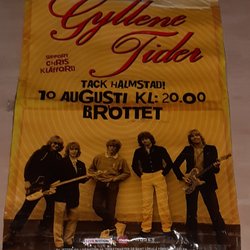 Gyllene
Tider
SUPPORT
CHRIS
KLAFFORD
TACK HALMSTAD!
10 AUGUSTI KL: 20.00
BROTTET